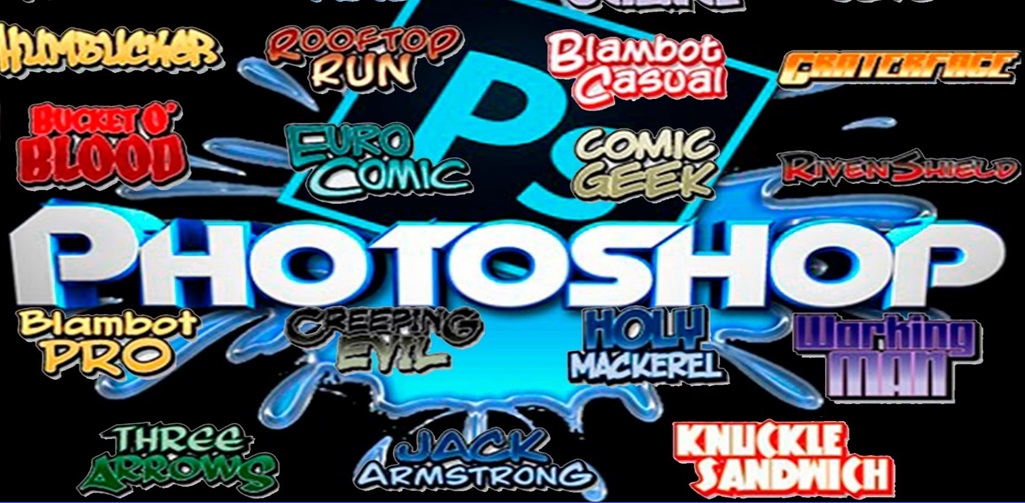 HUMBUCKER
ROOFTOP
RUN
Blambot
Casual
CRATERFACE
BUCKET O'
BLOOD
EURO
COMIC
Ps
COMIC
GEEK
RIVENSHIELD
PHOTOSHOP
Blambot
PRO
CREEPING
EVIL
HOLY
MACKEREL
Working
MAN
THREE
ARROWS
JACK
ARMSTRONG
KNUCKLE
SANDWICH